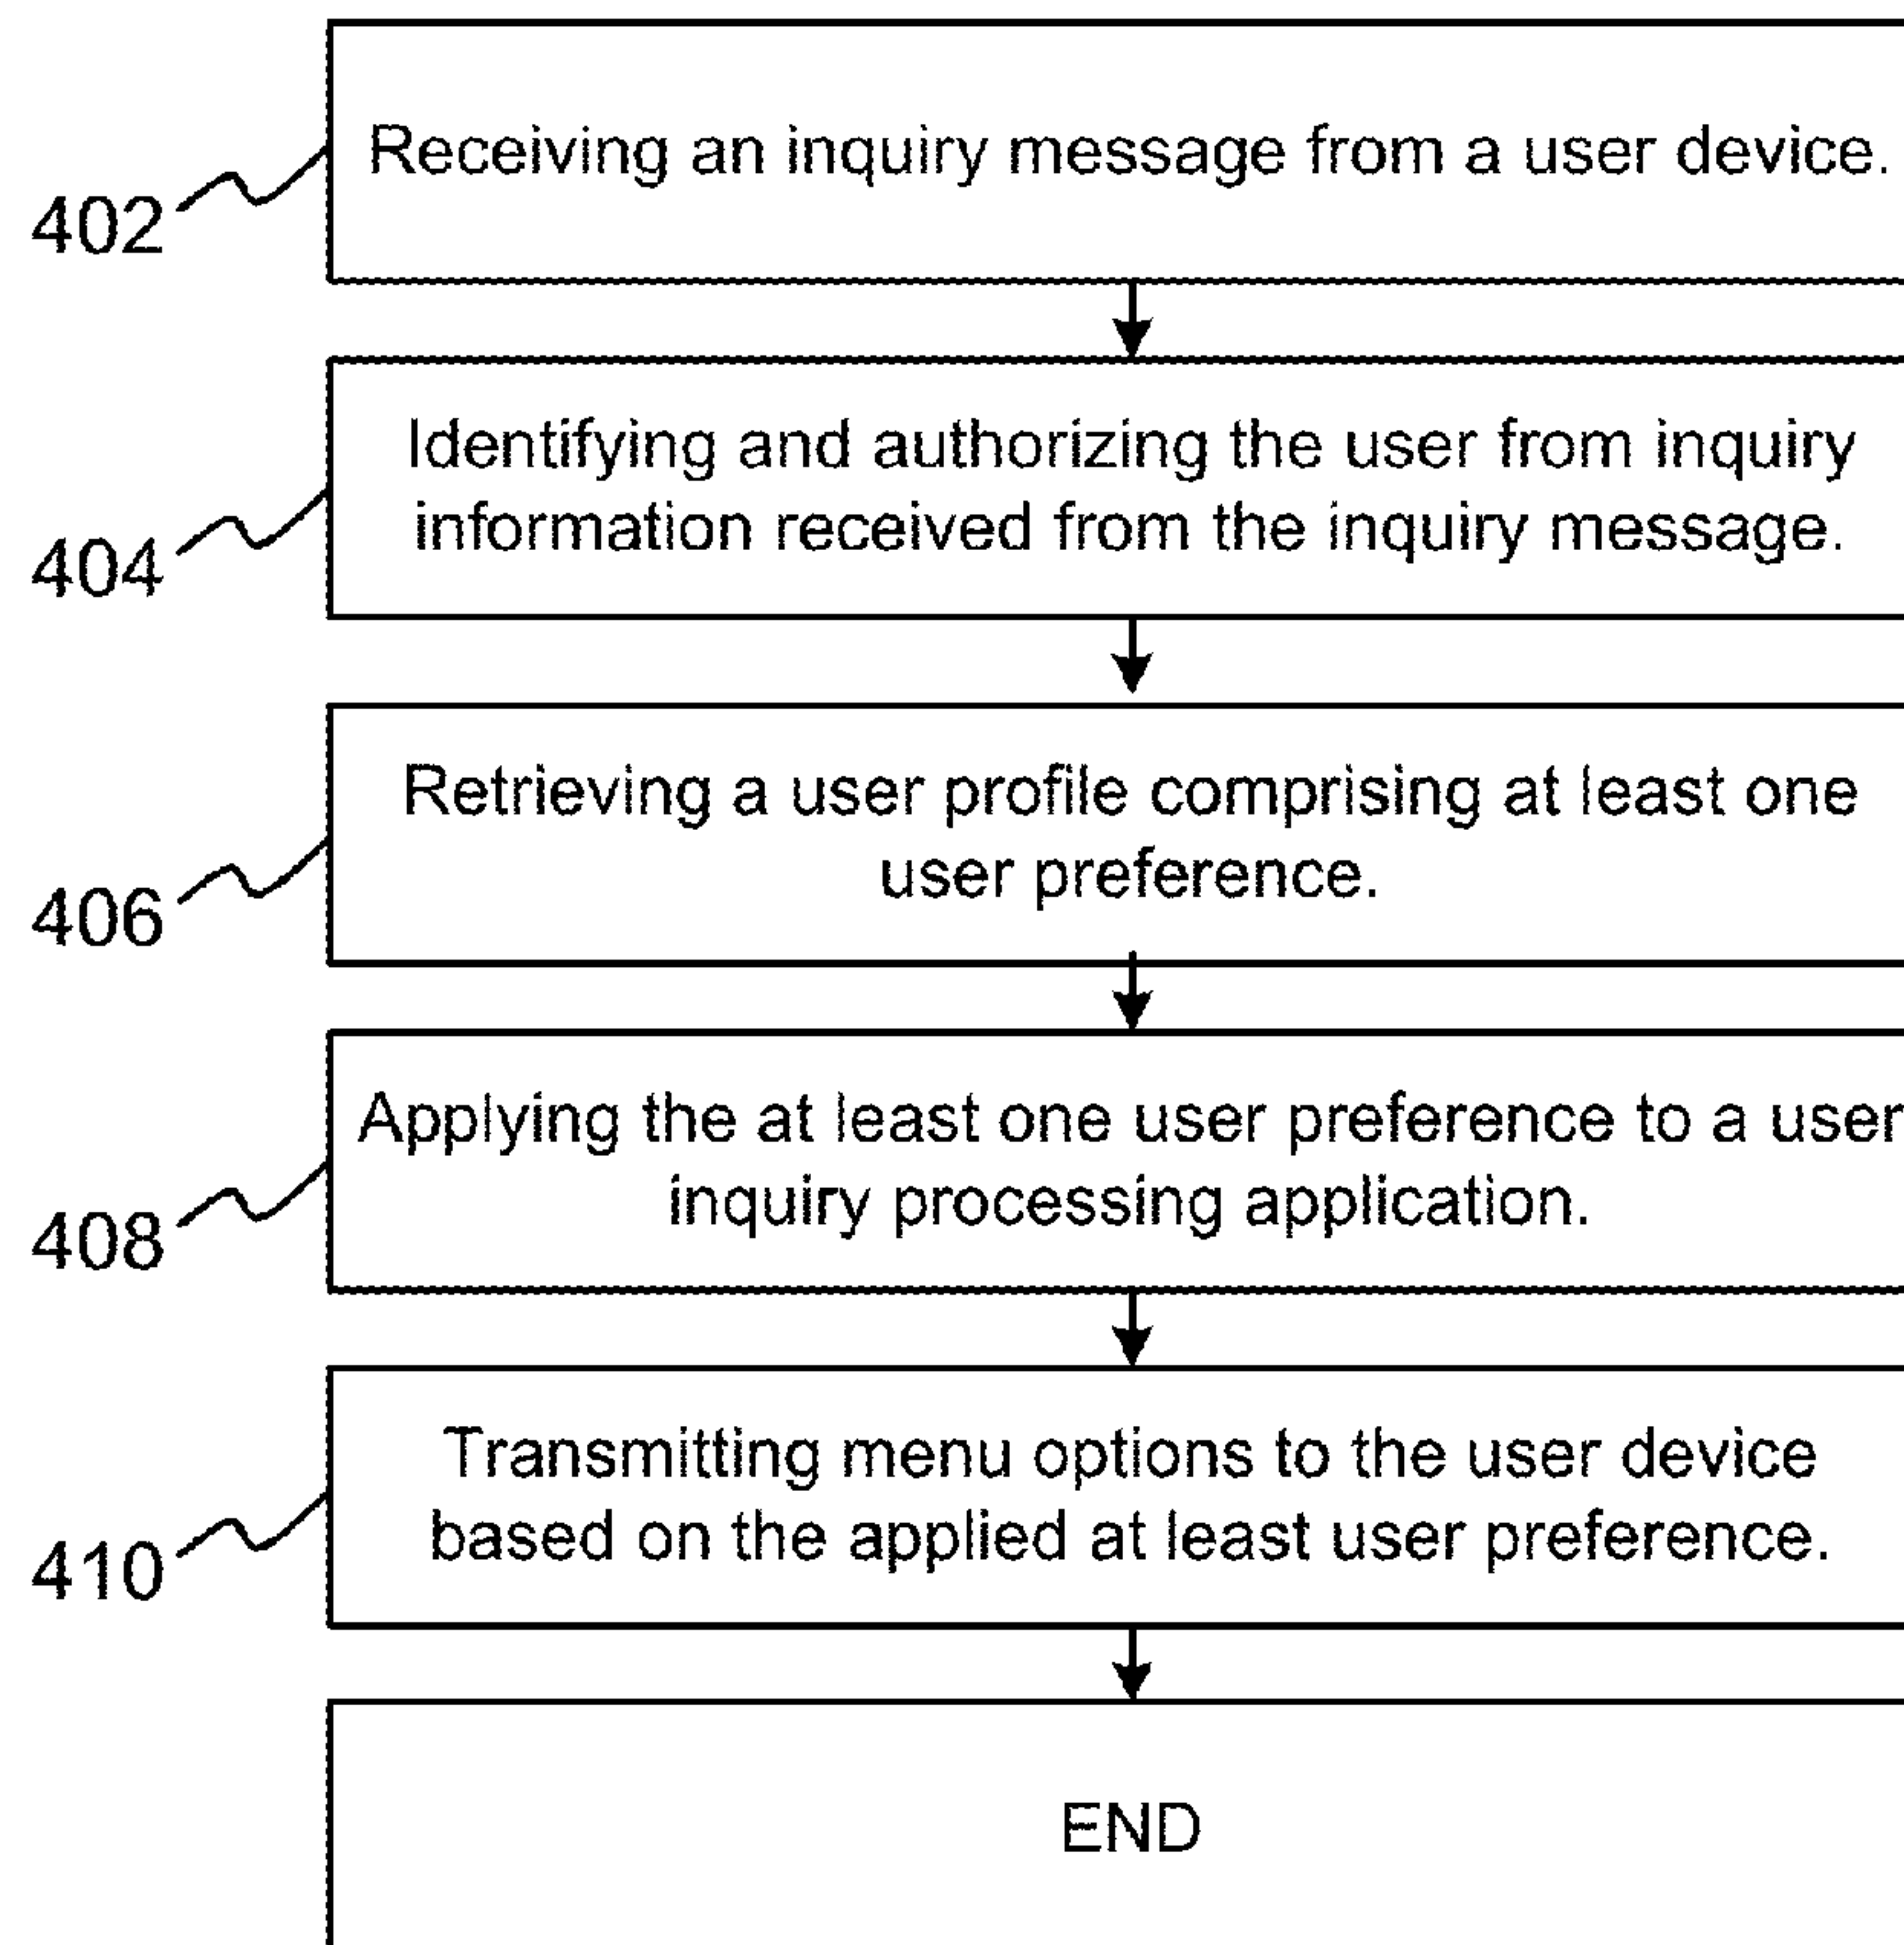 Receiving an inquiry message from a user device.
402
Identifying and authorizing the user from inquiry
information received from the inquiry message.
404
Retrieving a user profile comprising at least one
user preference.
406
Applying the at least one user preference to a user
inquiry processing application.
408
Transmitting menu options to the user device
based on the applied at least user preference.
410
END